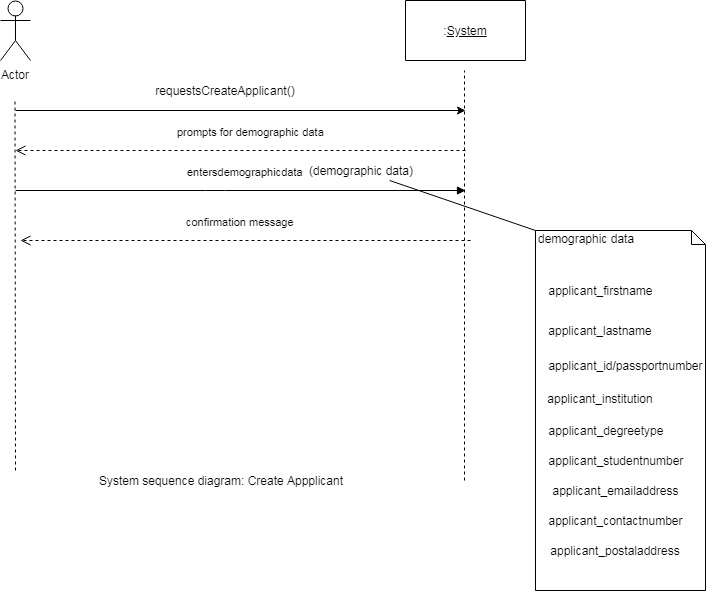 :System
Actor
requestsCreateApplicant()
prompts for demographic data
entersdemographicdata (demographic data)
confirmation message
demographic data
applicant_firstname
applicant_lastname
applicant_id/passportnumber
applicant_institution
applicant_degreetype
applicant_studentnumber
applicant_emailaddress
applicant_contactnumber
applicant_postaladdress
System sequence diagram: Create Appplicant